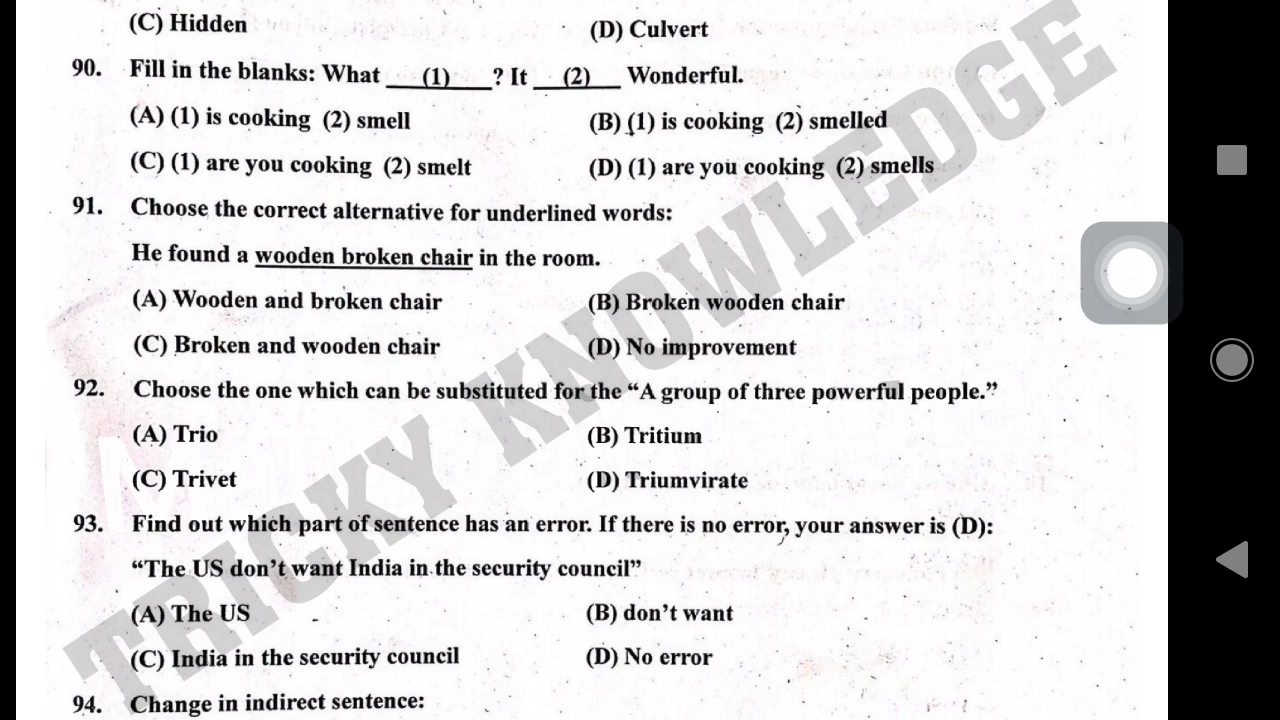 (C) Hidden (D) Culvert
90. Fill in the blanks: What (1) ? It (2) Wonderful.
(A) (1) is cooking (2) smell (B) (1) is cooking (2) smelled
(C) (1) are you cooking (2) smelt (D) (1) are you cooking (2) smells
91. Choose the correct alternative for underlined words:
He found a wooden broken chair in the room.
(A) Wooden and broken chair (B) Broken wooden chair
(C) Broken and wooden chair (D) No improvement
92. Choose the one which can be substituted for the “A group of three powerful people.”
(A) Trio (B) Tritium
(C) Trivet (D) Triumvirate
93. Find out which part of sentence has an error. If there is no error, your answer is (D):
“The US don’t want India in the security council”
(A) The US (B) don’t want
(C) India in the security council (D) No error
94. Change in indirect sentence:
TRICKY KNOWLEDGE